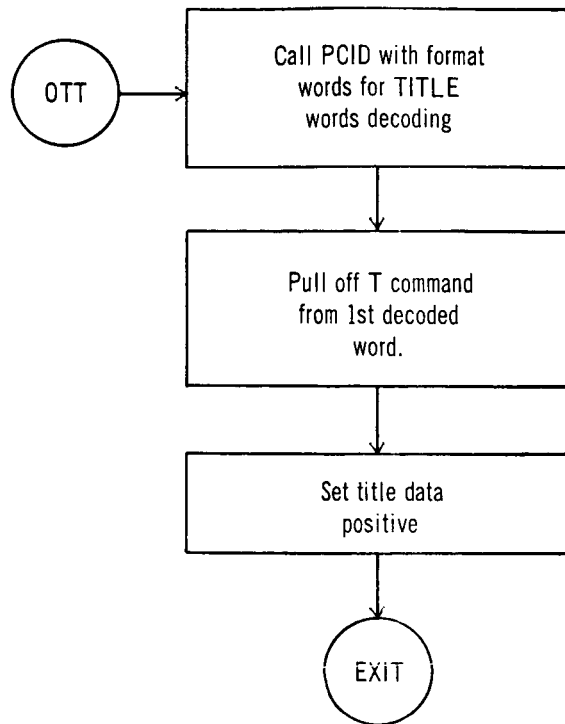 OTT
Call PCID with format
words for TITLE
words decoding
Pull off T command
from 1st decoded
word.
Set title data
positive
EXIT